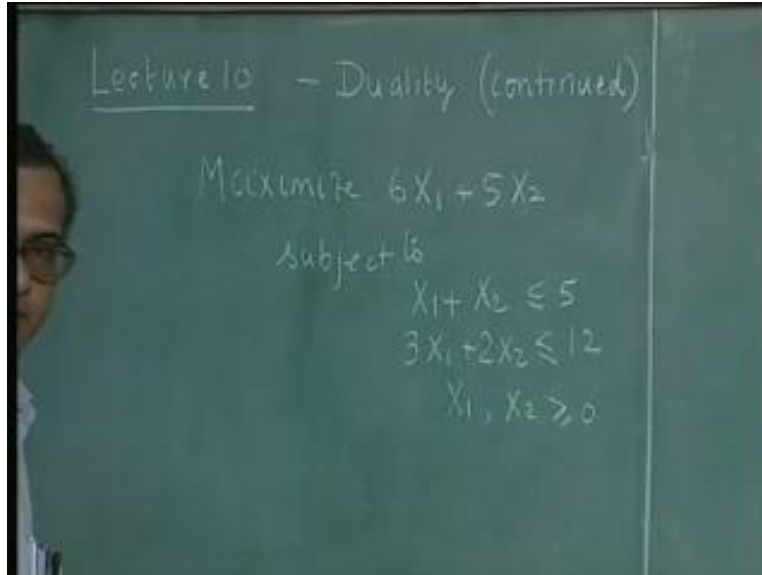 Lecture 10 - Duality (continued)
Maximize 6X₁ + 5X₂
subject to
X₁ + X₂ ≤ 5
3X₁ + 2X₂ ≤ 12
X₁, X₂ ≥ 0